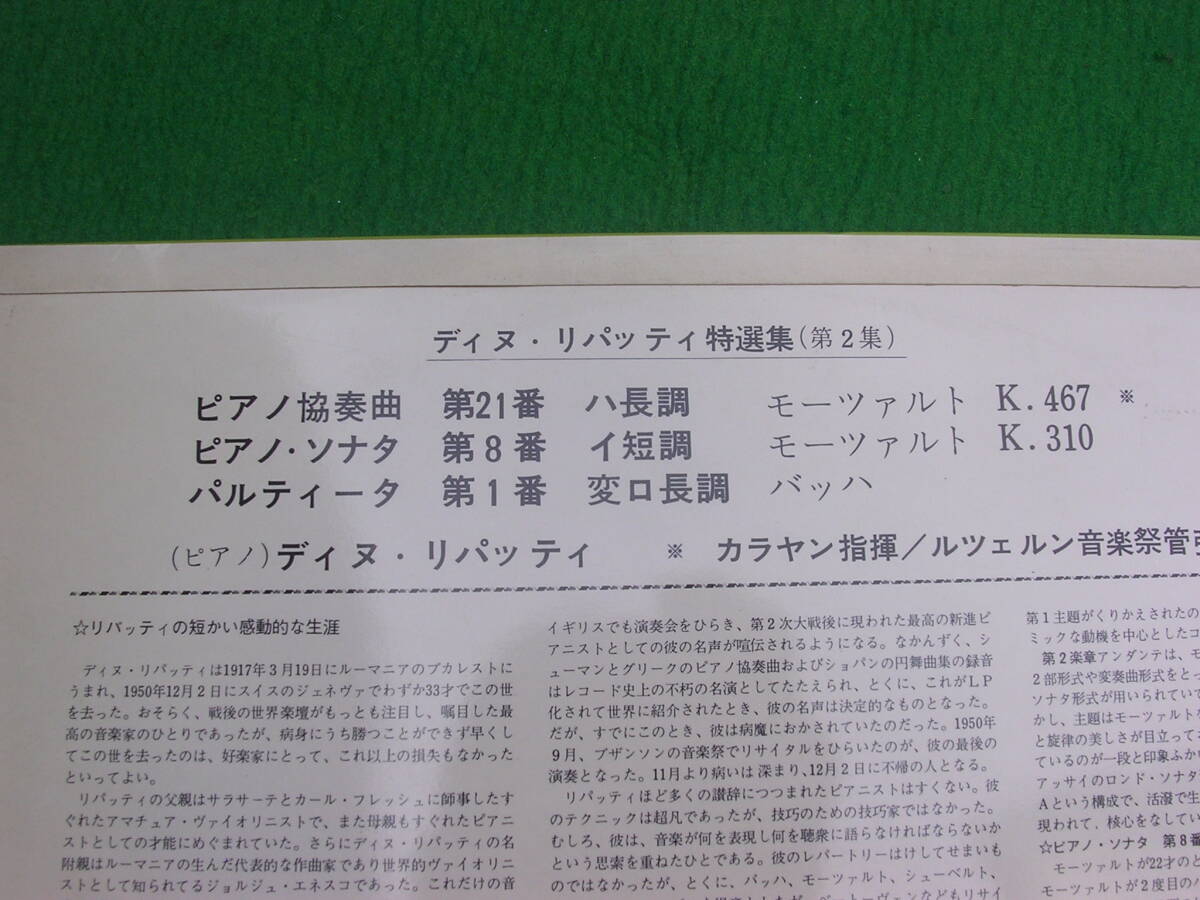 ディヌ・リパッティ特選集(第2集)
ピアノ協奏曲 第21番 ハ長調 モーツァルト K.467 ※
ピアノ・ソナタ 第8番 イ短調 モーツァルト K.310
パルティータ 第1番 変ロ長調 バッハ
(ピアノ)ディヌ・リパッティ ※ カラヤン指揮/ルツェルン音楽祭管
☆リパッティの短かい感動的な生涯
ディヌ・リパッティは1917年3月19日にルーマニアのブカレストに
うまれ、1950年12月2日にスイスのジェネヴァでわずか33才でこの世
を去った。おそらく、戦後の世界楽壇がもっとも注目し、嘱目した最
高の音楽家のひとりであったが、病身にうち勝つことができず早くし
てこの世を去ったのは、好楽家にとって、これ以上の損失もなかった
といってよい。
リパッティの父親はサラサーテとカール・フレッシュに師事したす
ぐれたアマチュア・ヴァイオリニストで、また母親もすぐれたピアニ
ストとしての才能にめぐまれていた。さらにディヌ・リパッティの名
附親はルーマニアの生んだ代表的な作曲家であり世界的ヴァイオリニ
ストとして知られてるジョルジュ・エネスコであった。これだけの音
イギリスでも演奏会をひらき、第2次大戦後に現われた最高の新進ピ
アニストとしての彼の名声が喧伝されるようになる。なかんずく、シ
ューマンとグリークのピアノ協奏曲およびショパンの円舞曲集の録音
はレコード史上の不朽の名演としてたたえられ、とくに、これがLP
化されて世界に紹介されたとき、彼の名声は決定的なものとなった。
だが、すでにこのとき、彼は病魔におかされていたのだった。1950年
9月、ブザンソンの音楽祭でリサイタルをひらいたのが、彼の最後の
演奏となった。11月より病いは深まり、12月2日に不帰の人となる。
リパッティほど多くの讃辞につつまれたピアニストはすくない。彼
のテクニックは超凡であったが、技巧のための技巧家ではなかった。
むしろ、彼は、音楽が何を表現し何を聴衆に語らなければならないか
という思索を重ねたひとである。彼のレパートリーはけしてせまいも
のではなかったが、とくに、バッハ、モーツァルト、シューベルト、
第1主題がくりかえされたの
ミックな動機を中心としたコ
第2楽章アンダンテは、モ
2部形式や変奏曲形式をとっ
ソナタ形式が用いられてい
かし、主題はモーツァルト
と旋律の美しさが目立って
ているのが一段と印象ふか
アッサイのロンド・ソナタ
Aという構成で、活潑で生
現われて、核心をなしてい
☆ピアノ・ソナタ 第8番
モーツァルトが22才のと
モーツァルトが2度目のパ